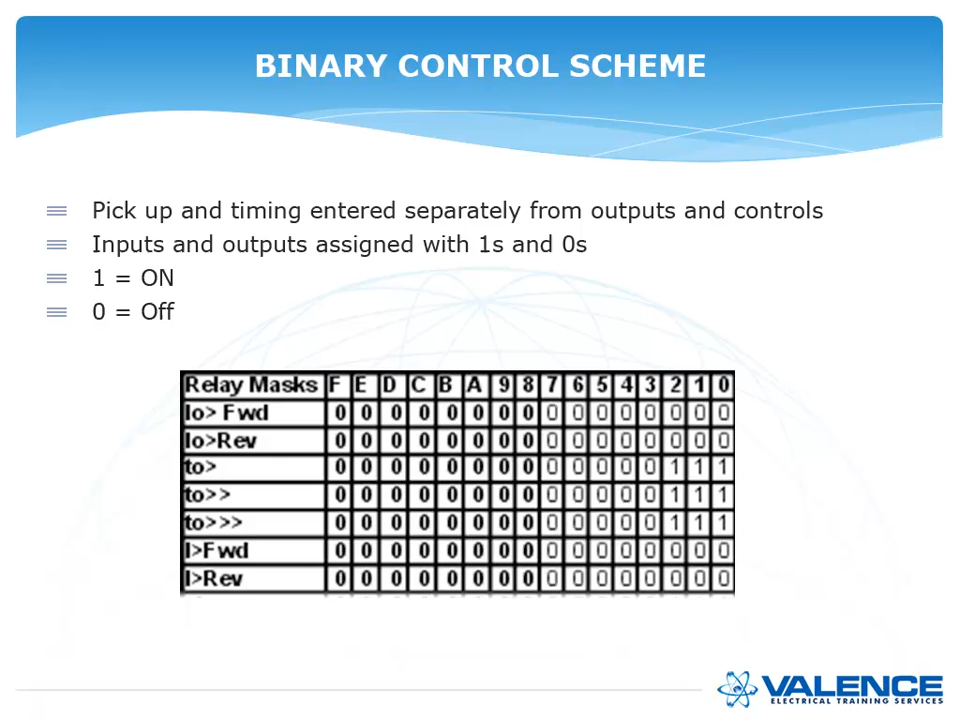 BINARY CONTROL SCHEME
Pick up and timing entered separately from outputs and controls
Inputs and outputs assigned with 1s and 0s
1 = ON
0 = Off
Relay Masks F E D C B A 9 8 7 6 5 4 3 2 1 0
Io> Fwd 0 0 0 0 0 0 0 0 0 0 0 0 0 0 0 0
Io>Rev 0 0 0 0 0 0 0 0 0 0 0 0 0 0 0 0
to> 0 0 0 0 0 0 0 0 0 0 0 0 0 1 1 1
to>> 0 0 0 0 0 0 0 0 0 0 0 0 0 1 1 1
to>>> 0 0 0 0 0 0 0 0 0 0 0 0 0 1 1 1
I>Fwd 0 0 0 0 0 0 0 0 0 0 0 0 0 0 0 0
I>Rev 0 0 0 0 0 0 0 0 0 0 0 0 0 0 0 0
VALENCE
ELECTRICAL TRAINING SERVICES